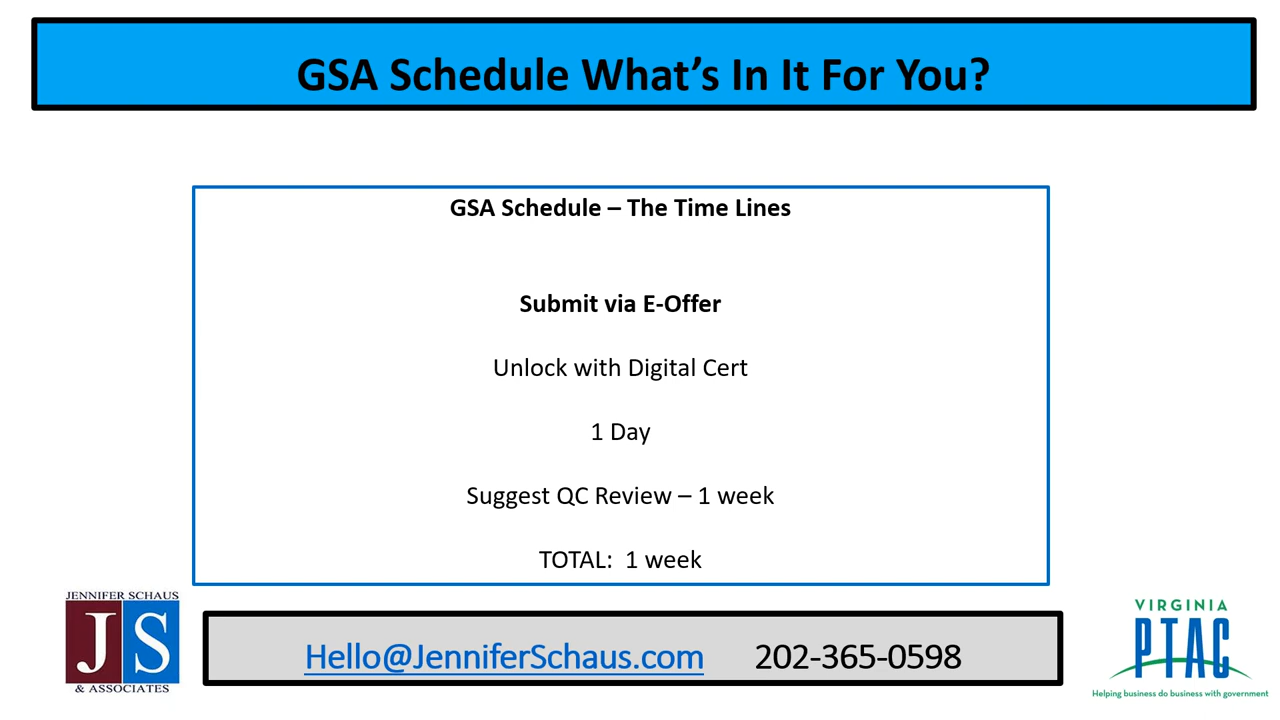 GSA Schedule What’s In It For You?
GSA Schedule – The Time Lines
Submit via E-Offer
Unlock with Digital Cert
1 Day
Suggest QC Review – 1 week
TOTAL:  1 week
JENNIFER SCHAUS
JS
& ASSOCIATES
Hello@JenniferSchaus.com 202-365-0598
VIRGINIA
PTAC
Helping business do business with government